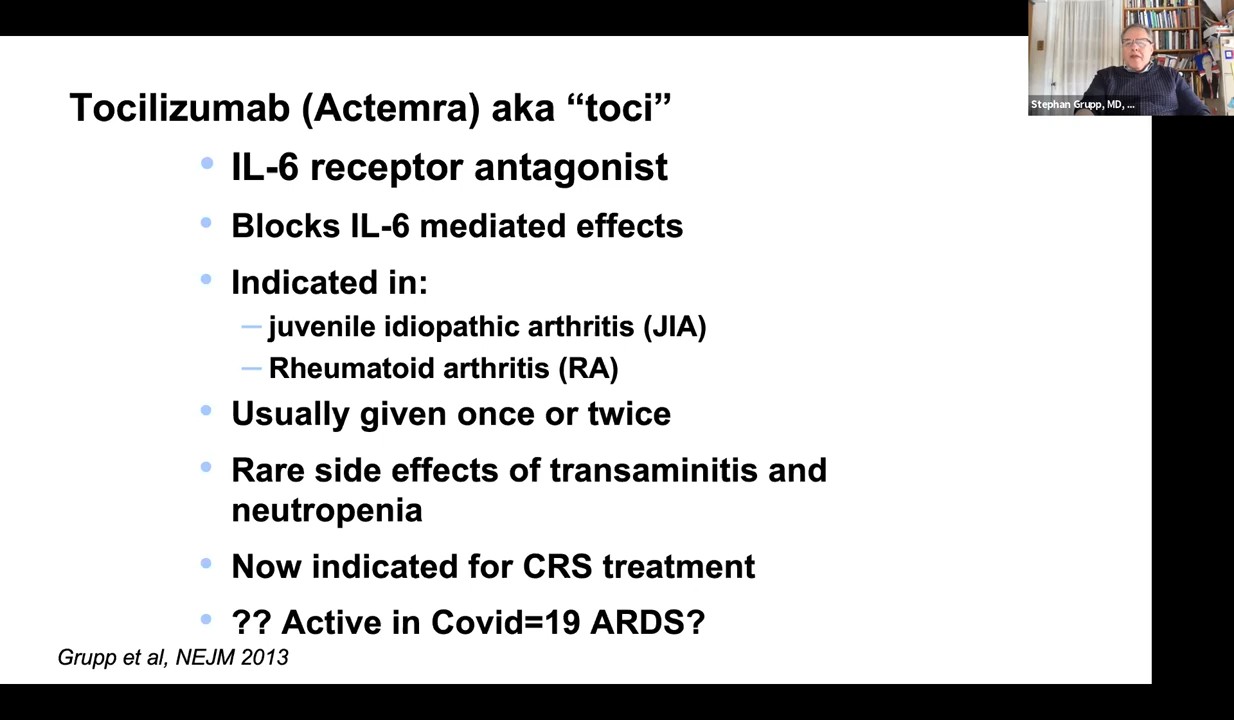 Stephan Grupp, MD, ...
Tocilizumab (Actemra) aka “toci”
• IL-6 receptor antagonist
• Blocks IL-6 mediated effects
• Indicated in:
– juvenile idiopathic arthritis (JIA)
– Rheumatoid arthritis (RA)
• Usually given once or twice
• Rare side effects of transaminitis and
neutropenia
• Now indicated for CRS treatment
• ?? Active in Covid=19 ARDS?
Grupp et al, NEJM 2013